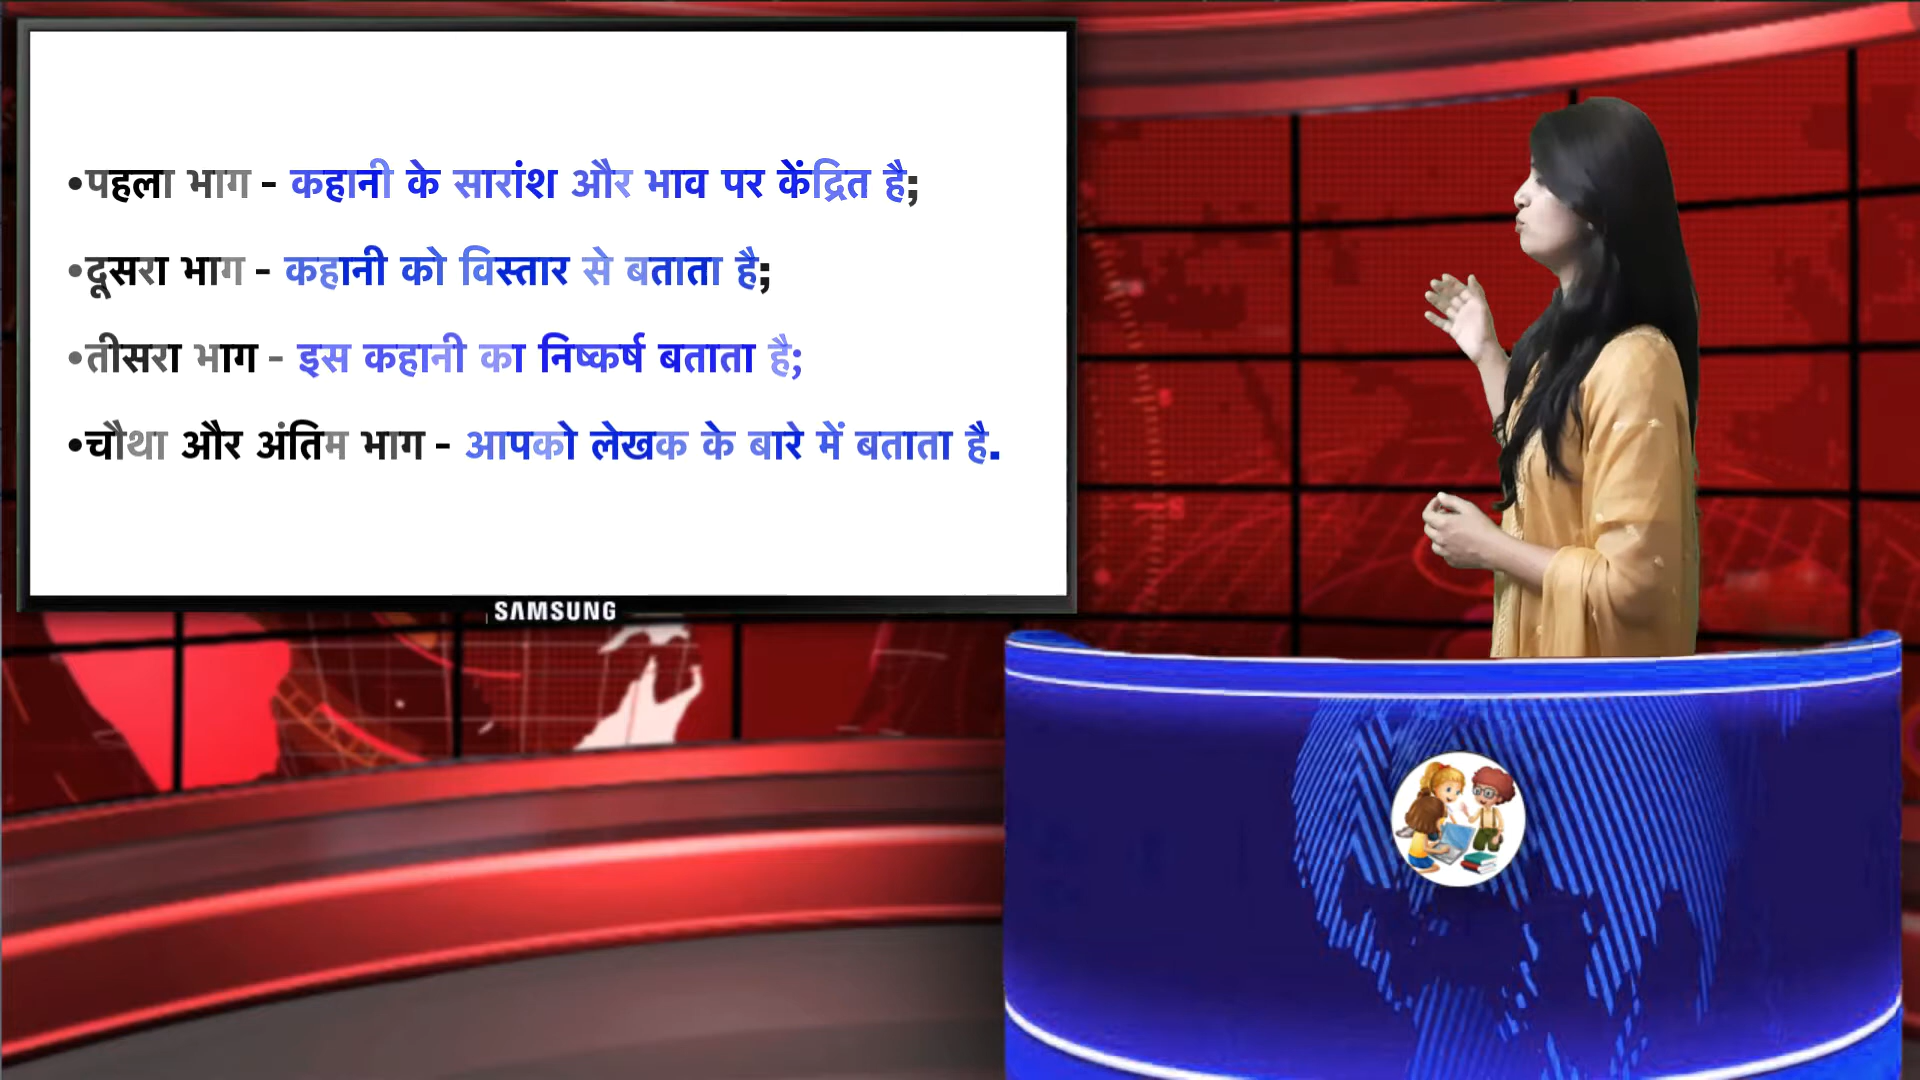 •पहला भाग - कहानी के सारांश और भाव पर केंद्रित है;
•दूसरा भाग - कहानी को विस्तार से बताता है;
•तीसरा भाग - इस कहानी का निष्कर्ष बताता है;
•चौथा और अंतिम भाग - आपको लेखक के बारे में बताता है.
SAMSUNG